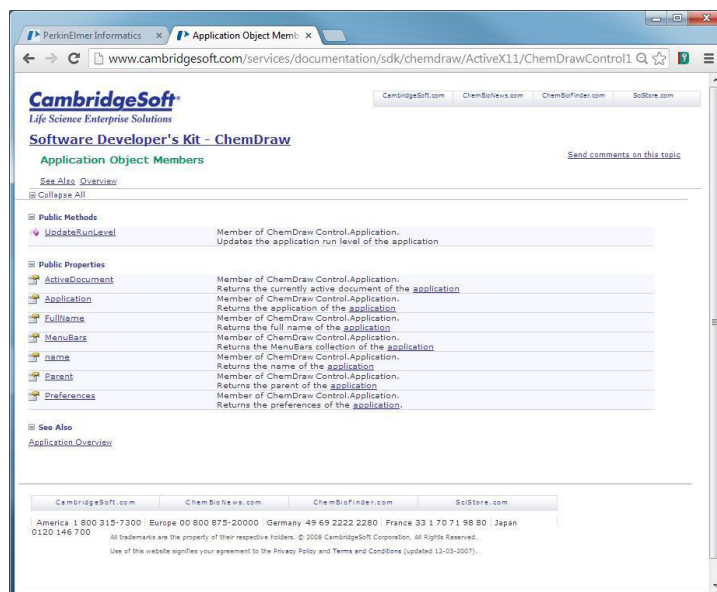 PerkinElmer Informatics
Application Object Memb
www.cambridgesoft.com/services/documentation/sdk/chemdraw/ActiveX11/ChemDrawControl1
CambridgeSoft
Life Science Enterprise Solutions
CambridgeSoft.com ChemBioNews.com ChemBioFinder.com SciStore.com
Software Developer's Kit - ChemDraw
Application Object Members
Send comments on this topic
See Also Overview
Collapse All
Public Methods
UpdateRunLevel Member of ChemDraw Control.Application.
Updates the application run level of the application
Public Properties
ActiveDocument Member of ChemDraw Control.Application.
Returns the currently active document of the application
Application Member of ChemDraw Control.Application.
Returns the application of the application
FullName Member of ChemDraw Control.Application.
Returns the full name of the application
MenuBars Member of ChemDraw Control.Application.
Returns the MenuBars collection of the application
name Member of ChemDraw Control.Application.
Returns the name of the application
Parent Member of ChemDraw Control.Application.
Returns the parent of the application
Preferences Member of ChemDraw Control.Application.
Returns the preferences of the application.
See Also
Application Overview
CambridgeSoft.com ChemBioNews.com ChemBioFinder.com SciStore.com
America 1 800 315-7300 Europe 00 800 875-20000 Germany 49 69 2222 2280 France 33 1 70 71 98 80 Japan
0120 146 700
All trademarks are the property of their respective holders. © 2008 CambridgeSoft Corporation. All Rights Reserved.
Use of this website signifies your agreement to the Privacy Policy and Terms and Conditions (updated 12-03-2007).